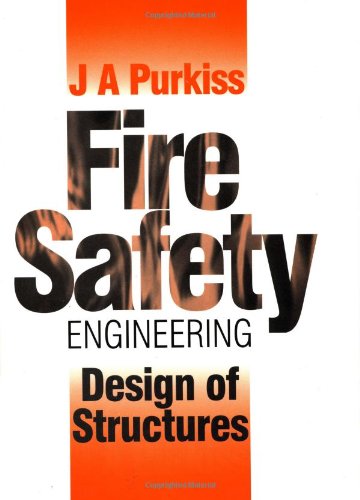 J A Purkiss
Fire
Safety
ENGINEERING
Design of
Structures